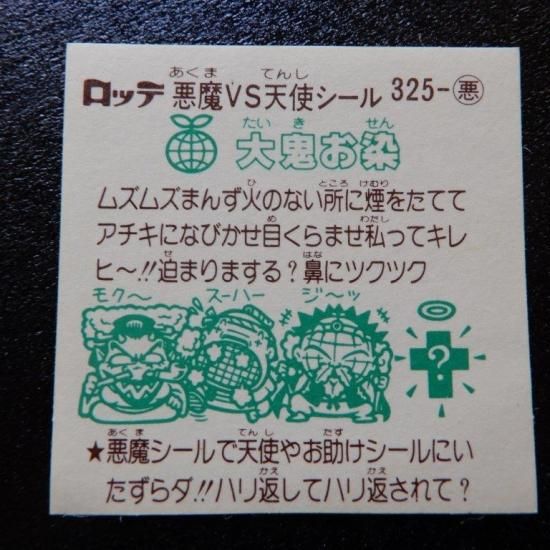 あくま てんし
ロッテ 悪魔VS天使シール 325-悪
たいき せん
大鬼お染
ひ ところ けむり
ムズムズまんず火のない所に煙をたてて
め わたし
アチキになびかせ目くらませ私ってキレ
せ はな
ヒ〜!!迫まりまする?鼻にツクツク
モク〜 スーハー ジ〜ッ
?
あくま てんし たす
★悪魔シールで天使やお助けシールにい
かえ かえ
たずらダ!!ハリ返してハリ返されて?